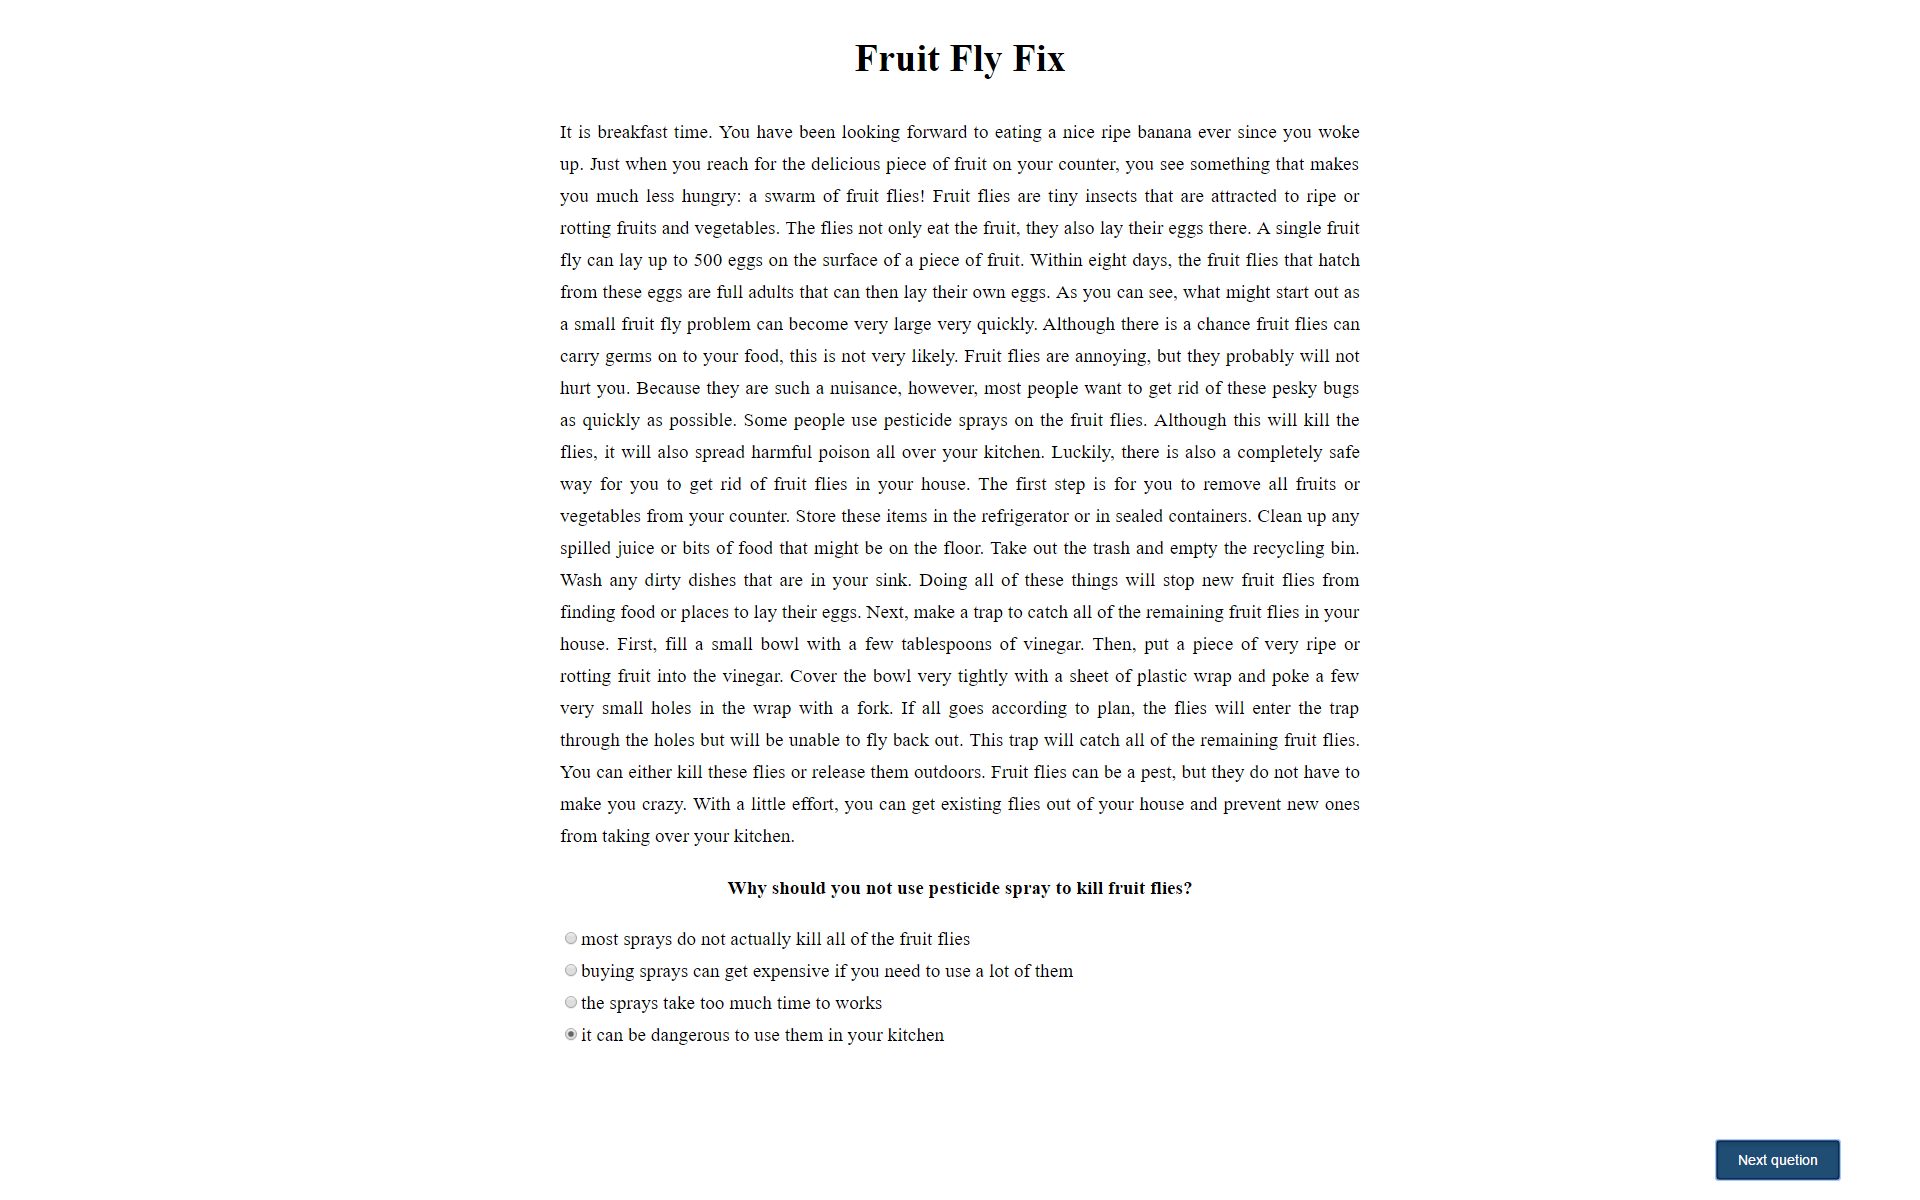 Fruit Fly Fix
It is breakfast time. You have been looking forward to eating a nice ripe banana ever since you woke
up. Just when you reach for the delicious piece of fruit on your counter, you see something that makes
you much less hungry: a swarm of fruit flies! Fruit flies are tiny insects that are attracted to ripe or
rotting fruits and vegetables. The flies not only eat the fruit, they also lay their eggs there. A single fruit
fly can lay up to 500 eggs on the surface of a piece of fruit. Within eight days, the fruit flies that hatch
from these eggs are full adults that can then lay their own eggs. As you can see, what might start out as
a small fruit fly problem can become very large very quickly. Although there is a chance fruit flies can
carry germs on to your food, this is not very likely. Fruit flies are annoying, but they probably will not
hurt you. Because they are such a nuisance, however, most people want to get rid of these pesky bugs
as quickly as possible. Some people use pesticide sprays on the fruit flies. Although this will kill the
flies, it will also spread harmful poison all over your kitchen. Luckily, there is also a completely safe
way for you to get rid of fruit flies in your house. The first step is for you to remove all fruits or
vegetables from your counter. Store these items in the refrigerator or in sealed containers. Clean up any
spilled juice or bits of food that might be on the floor. Take out the trash and empty the recycling bin.
Wash any dirty dishes that are in your sink. Doing all of these things will stop new fruit flies from
finding food or places to lay their eggs. Next, make a trap to catch all of the remaining fruit flies in your
house. First, fill a small bowl with a few tablespoons of vinegar. Then, put a piece of very ripe or
rotting fruit into the vinegar. Cover the bowl very tightly with a sheet of plastic wrap and poke a few
very small holes in the wrap with a fork. If all goes according to plan, the flies will enter the trap
through the holes but will be unable to fly back out. This trap will catch all of the remaining fruit flies.
You can either kill these flies or release them outdoors. Fruit flies can be a pest, but they do not have to
make you crazy. With a little effort, you can get existing flies out of your house and prevent new ones
from taking over your kitchen.
Why should you not use pesticide spray to kill fruit flies?
most sprays do not actually kill all of the fruit flies
buying sprays can get expensive if you need to use a lot of them
the sprays take too much time to works
it can be dangerous to use them in your kitchen
Next quetion